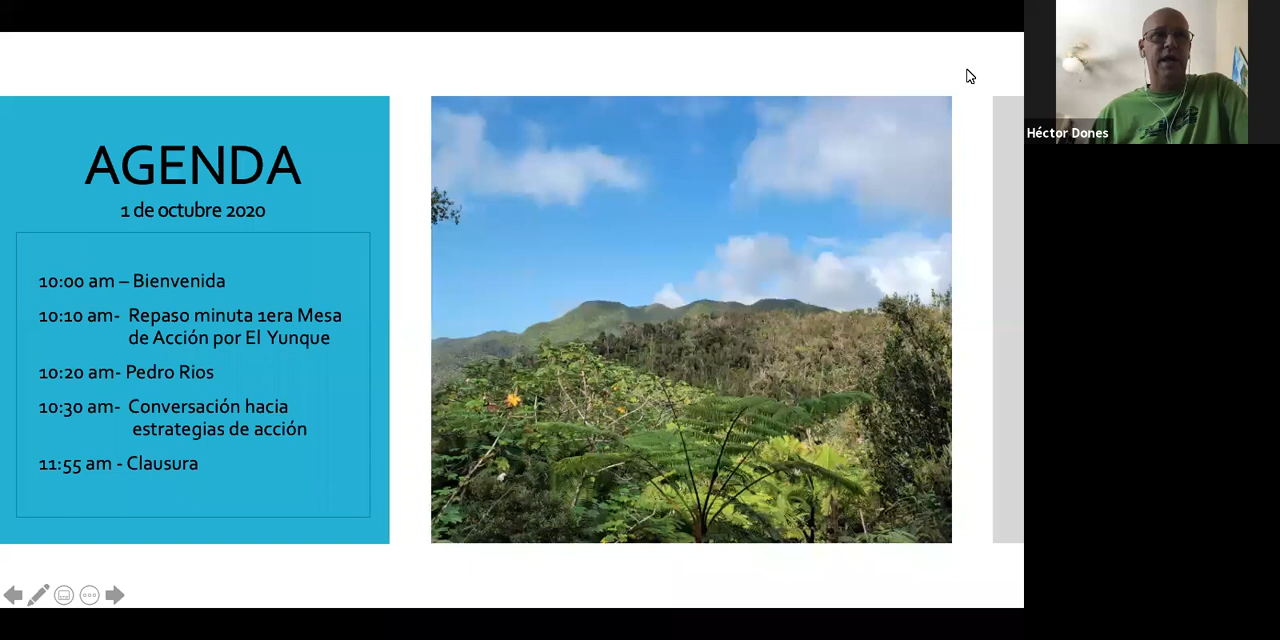 AGENDA
1 de octubre 2020
10:00 am – Bienvenida
10:10 am- Repaso minuta 1era Mesa
de Acción por El Yunque
10:20 am- Pedro Rios
10:30 am- Conversación hacia
estrategias de acción
11:55 am - Clausura
Héctor Dones